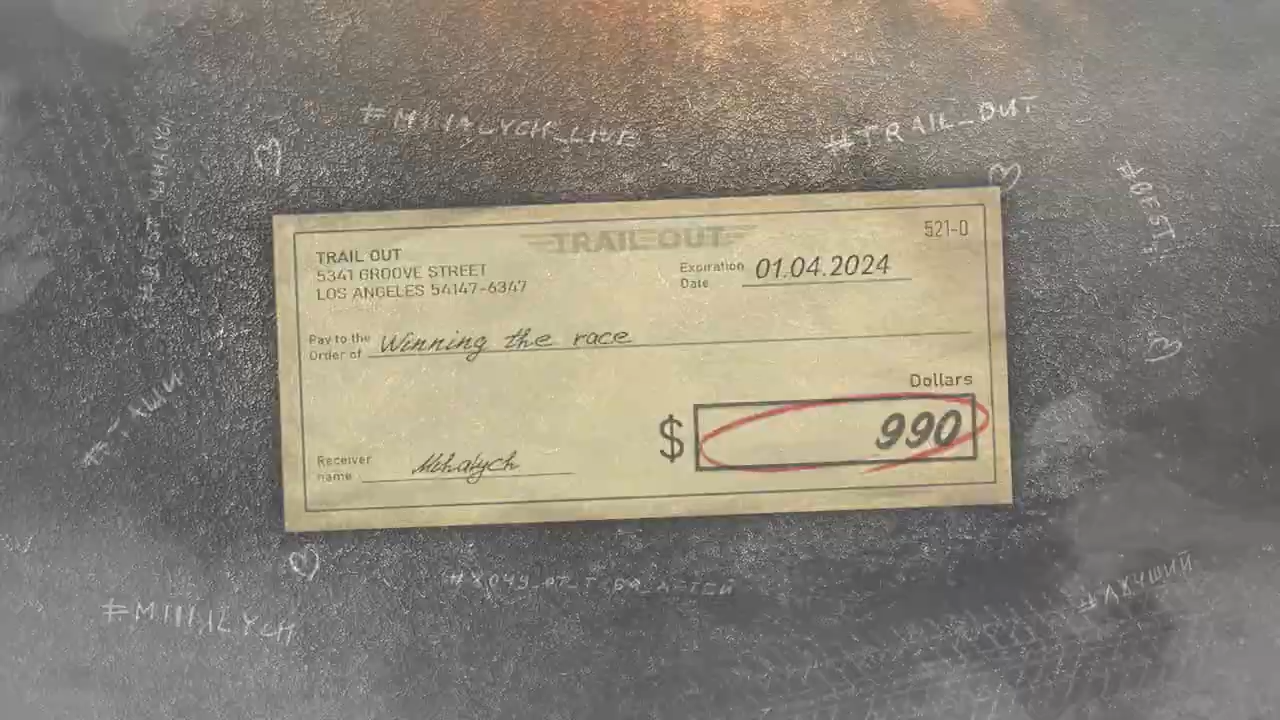 #MIHALYCH_LIVE
#TRAIL_OUT
TRAIL OUT
521-0
TRAIL OUT
5341 GROOVE STREET
LOS ANGELES 54147-6347
Expiration Date 01.04.2024
Pay to the Order of Winning the race
Dollars
$ 990
Receiver name Mihalych
#MIHALYCH